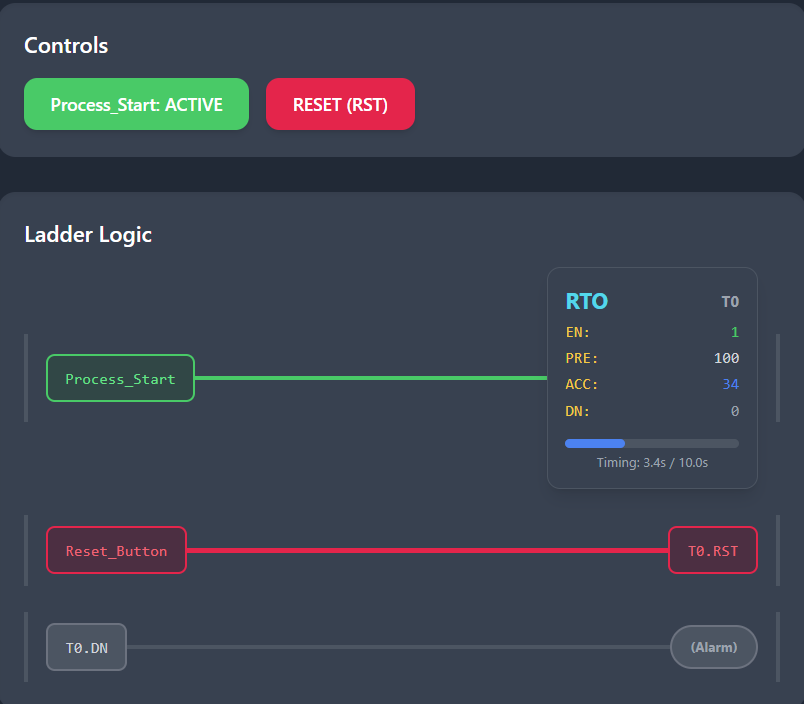 Controls
Process_Start: ACTIVE RESET (RST)
Ladder Logic
RTO T0
EN: 1
PRE: 100
Process_Start
ACC: 34
DN: 0
Timing: 3.4s / 10.0s
Reset_Button T0.RST
T0.DN (Alarm)